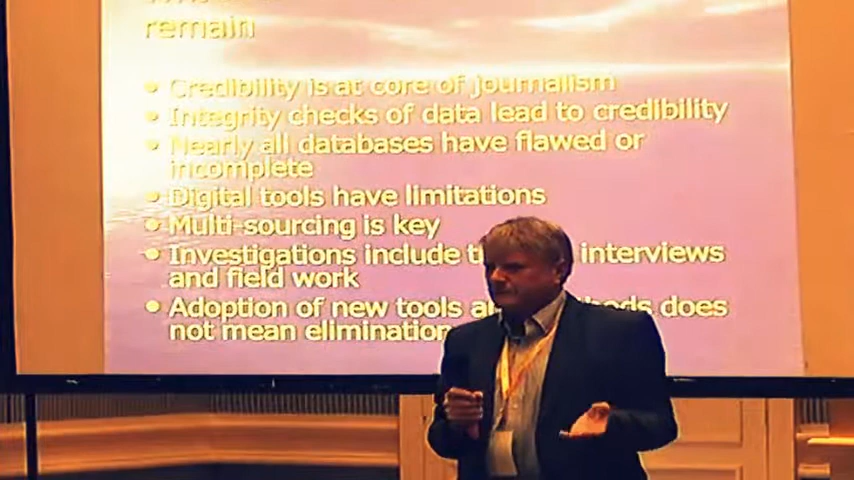 remain
• Credibility is at core of journalism
• Integrity checks of data lead to credibility
• Nearly all databases have flawed or
incomplete
• Digital tools have limitations
• Multi-sourcing is key
• Investigations include interviews
and field work
• Adoption of new tools does
not mean elimination